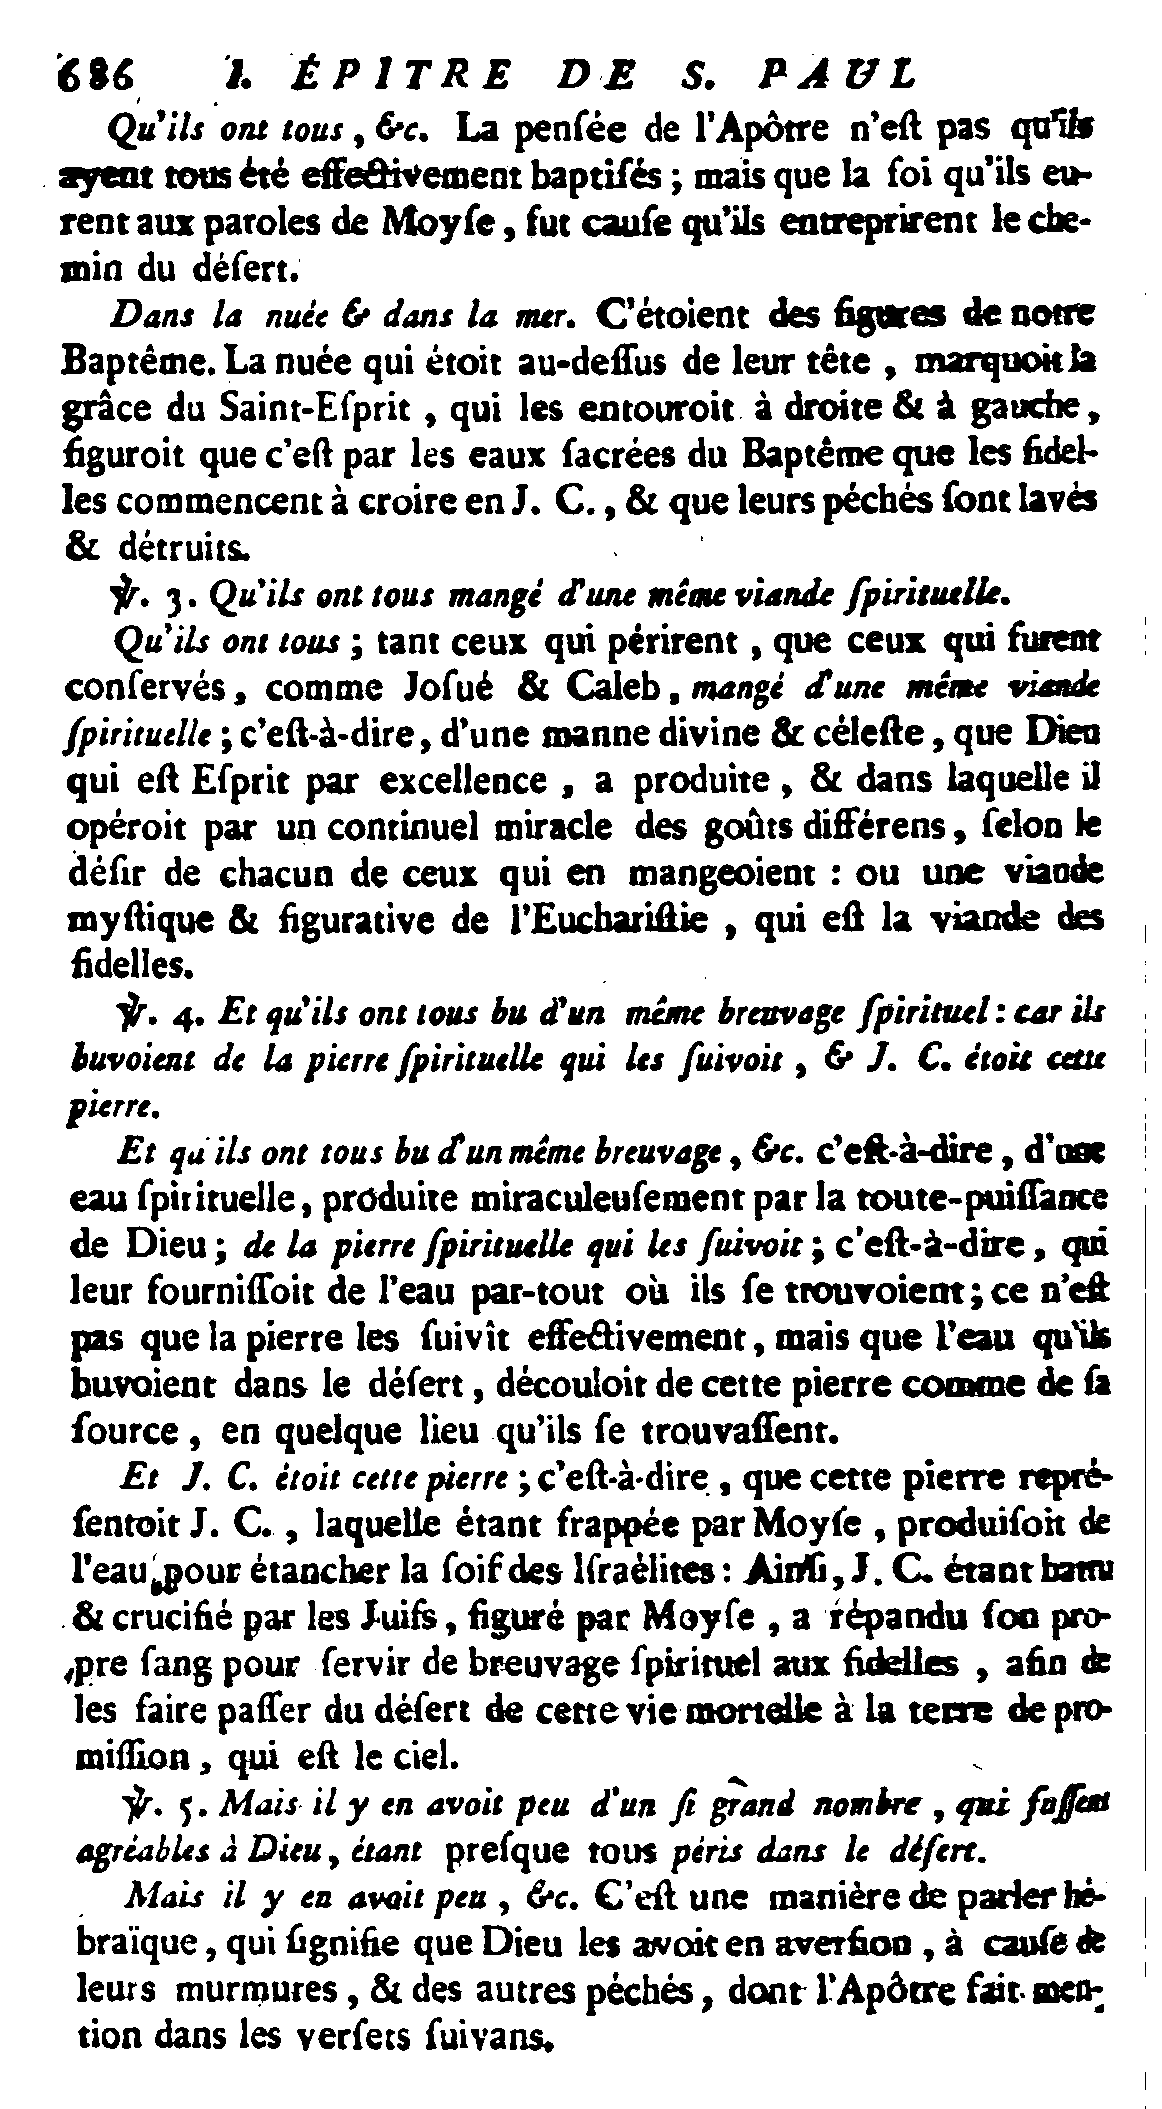 686 I. ÉPITRE DE S. PAUL
Qu'ils ont tous, &c. La penſée de l'Apôtre n'eſt pas qu'ils
ayent tous été effectivement baptiſés ; mais que la foi qu'ils eu-
rent aux paroles de Moyſe, fut cauſe qu'ils entreprirent le che-
min du déſert.
Dans la nuée & dans la mer. C'étoient des figures de notre
Baptême. La nuée qui étoit au-deſſus de leur tête, marquoit la
grâce du Saint-Eſprit, qui les entouroit à droite & à gauche,
figuroit que c'eſt par les eaux ſacrées du Baptême que les fidel-
les commencent à croire en J. C., & que leurs péchés ſont lavés
& détruits.
℣. 3. Qu'ils ont tous mangé d'une même viande ſpirituelle.
Qu'ils ont tous ; tant ceux qui périrent, que ceux qui furent
conſervés, comme Joſué & Caleb, mangé d'une même viande
ſpirituelle ; c'eſt-à-dire, d'une manne divine & céleſte, que Dieu
qui eſt Eſprit par excellence, a produite, & dans laquelle il
opéroit par un continuel miracle des goûts différens, ſelon le
déſir de chacun de ceux qui en mangeoient : ou une viande
myſtique & figurative de l'Euchariſtie, qui eſt la viande des
fidelles.
℣. 4. Et qu'ils ont tous bu d'un même breuvage ſpirituel : car ils
buvoient de la pierre ſpirituelle qui les ſuivoit, & J. C. étoit cette
pierre.
Et qu'ils ont tous bu d'un même breuvage, &c. c'eſt-à-dire, d'une
eau ſpirituelle, produite miraculeuſement par la toute-puiſſance
de Dieu ; de la pierre ſpirituelle qui les ſuivoit ; c'eſt-à-dire, qui
leur fourniſſoit de l'eau par-tout où ils ſe trouvoient ; ce n'eſt
pas que la pierre les ſuivît effectivement, mais que l'eau qu'ils
buvoient dans le déſert, découloit de cette pierre comme de ſa
ſource, en quelque lieu qu'ils ſe trouvaſſent.
Et J. C. étoit cette pierre ; c'eſt-à-dire, que cette pierre repré-
ſentoit J. C., laquelle étant frappée par Moyſe, produiſoit de
l'eau pour étancher la ſoif des Iſraélites : Ainſi, J. C. étant battu
& crucifié par les Juifs, figuré par Moyſe, a répandu ſon pro-
pre ſang pour ſervir de breuvage ſpirituel aux fidelles, afin de
les faire paſſer du déſert de cette vie mortelle à la terre de pro-
miſſion, qui eſt le ciel.
℣. 5. Mais il y en avoit peu d'un ſi grand nombre, qui fuſſent
agréables à Dieu, étant preſque tous péris dans le déſert.
Mais il y en avoit peu, &c. C'eſt une manière de parler hé-
braïque, qui ſignifie que Dieu les avoit en averſion, à cauſe de
leurs murmures, & des autres péchés, dont l'Apôtre fait men-
tion dans les verſets ſuivans.